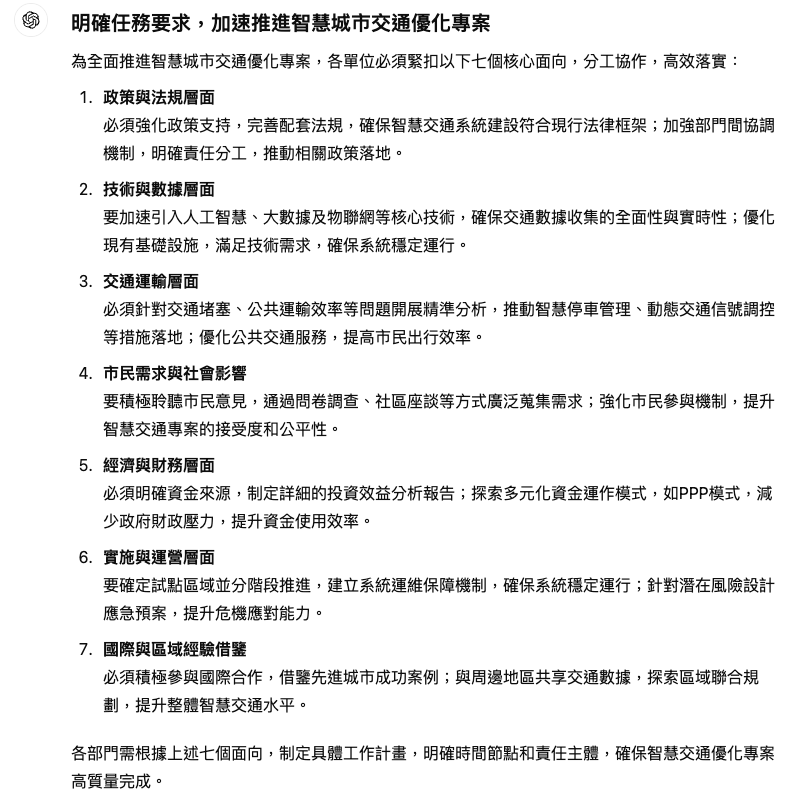 明確任務要求，加速推進智慧城市交通優化專案
為全面推進智慧城市交通優化專案，各單位必須緊扣以下七個核心面向，分工協作，高效落實：
1. 政策與法規層面
必須強化政策支持，完善配套法規，確保智慧交通系統建設符合現行法律框架；加強部門間協調
機制，明確責任分工，推動相關政策落地。
2. 技術與數據層面
要加速引入人工智慧、大數據及物聯網等核心技術，確保交通數據收集的全面性與實時性；優化
現有基礎設施，滿足技術需求，確保系統穩定運行。
3. 交通運輸層面
必須針對交通堵塞、公共運輸效率等問題開展精準分析，推動智慧停車管理、動態交通信號調控
等措施落地；優化公共交通服務，提高市民出行效率。
4. 市民需求與社會影響
要積極聆聽市民意見，通過問卷調查、社區座談等方式廣泛蒐集需求；強化市民參與機制，提升
智慧交通專案的接受度和公平性。
5. 經濟與財務層面
必須明確資金來源，制定詳細的投資效益分析報告；探索多元化資金運作模式，如PPP模式，減
少政府財政壓力，提升資金使用效率。
6. 實施與運營層面
要確定試點區域並分階段推進，建立系統運維保障機制，確保系統穩定運行；針對潛在風險設計
應急預案，提升危機應對能力。
7. 國際與區域經驗借鑒
必須積極參與國際合作，借鑒先進城市成功案例；與周邊地區共享交通數據，探索區域聯合規
劃，提升整體智慧交通水平。
各部門需根據上述七個面向，制定具體工作計畫，明確時間節點和責任主體，確保智慧交通優化專案
高質量完成。